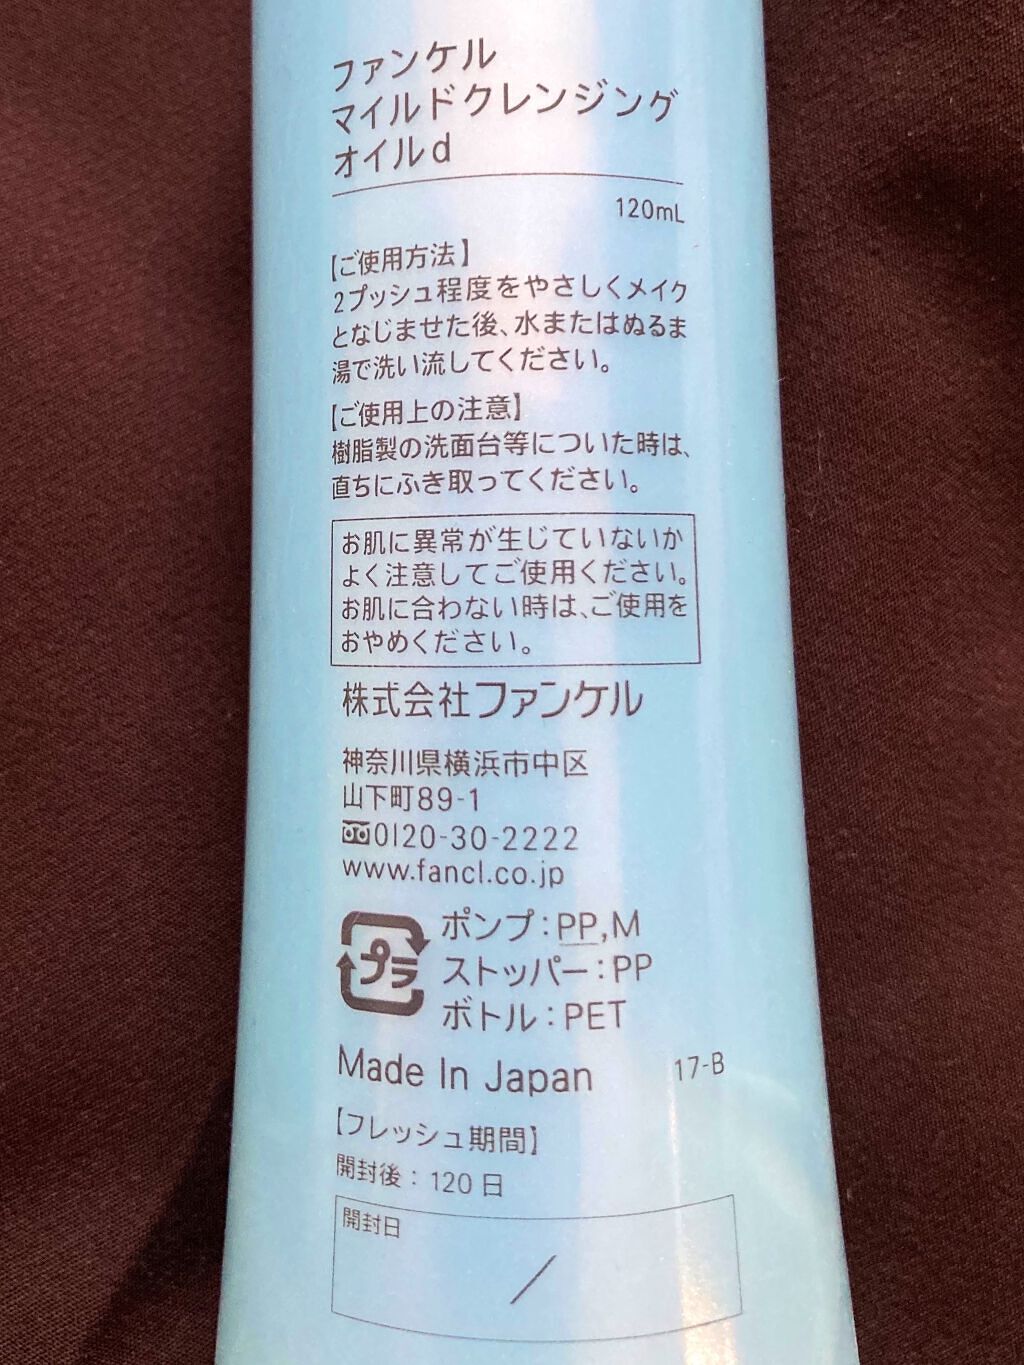 ファンケル
マイルドクレンジング
オイルd
120mL
【ご使用方法】
2プッシュ程度をやさしくメイク
となじませた後、水またはぬるま
湯で洗い流してください。
【ご使用上の注意】
樹脂製の洗面台等についた時は、
直ちにふき取ってください。
お肌に異常が生じていないか
よく注意してご使用ください。
お肌に合わない時は、ご使用を
おやめください。
株式会社ファンケル
神奈川県横浜市中区
山下町89-1
0120-30-2222
www.fancl.co.jp
プラ
ポンプ:PP,M
ストッパー:PP
ボトル:PET
Made In Japan 17-B
【フレッシュ期間】
開封後:120日
開封日
/